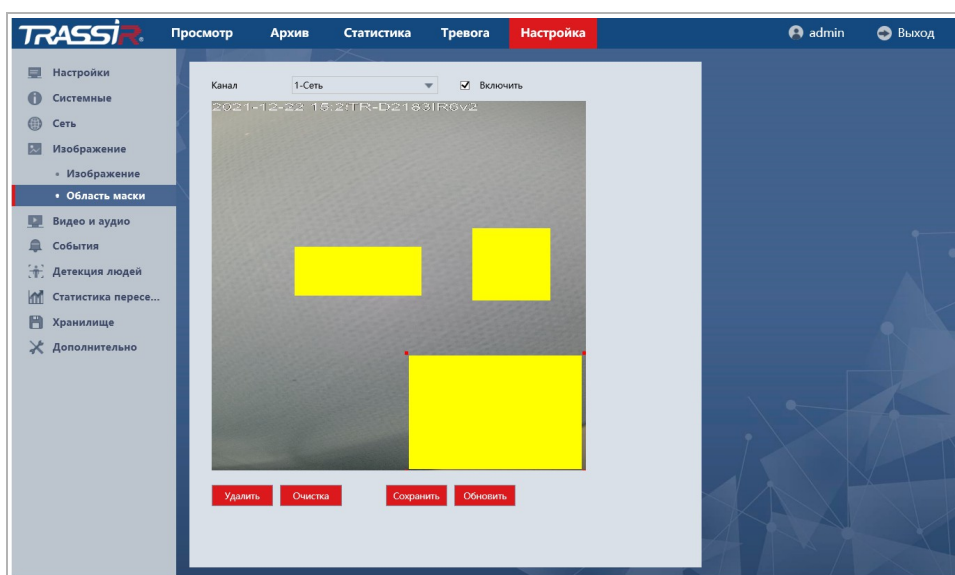 TRASSIR
Просмотр Архив Статистика Тревога Настройка admin Выход
Настройки
Системные
Сеть
Изображение
Изображение
Область маски
Видео и аудио
События
Детекция людей
Статистика пересе...
Хранилище
Дополнительно
Канал 1-Сеть Включить
2021-12-22 15:2:TR-D2183IR6v2
Удалить Очистка Сохранить Обновить